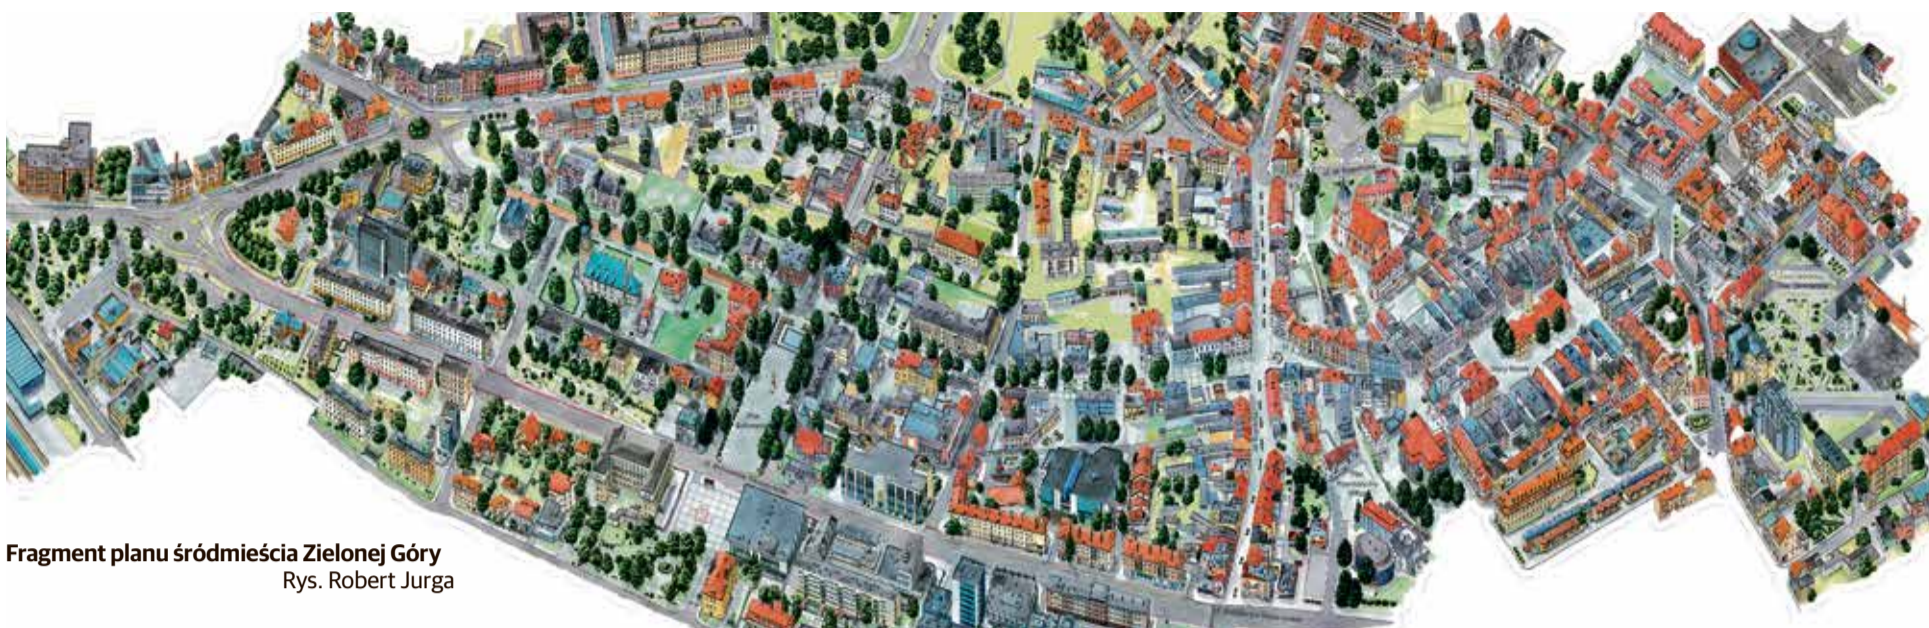 Fragment planu śródmieścia Zielonej Góry
Rys. Robert Jurga